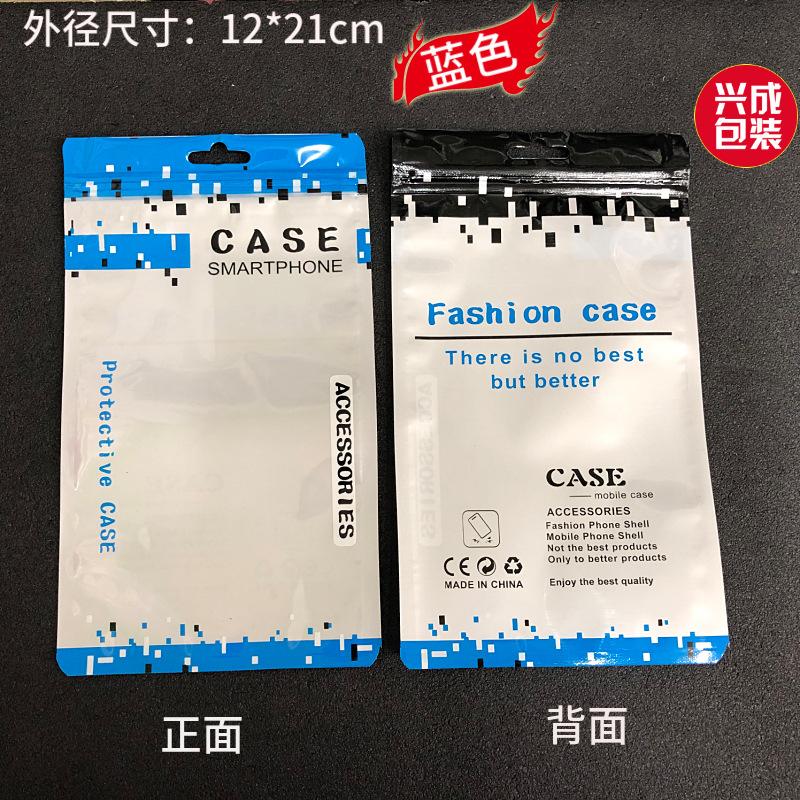 外径尺寸：12*21cm
蓝色
兴成
包装
CASE
SMARTPHONE
Protective CASE
ACCESSORIES
Fashion case
There is no best
but better
CASE
mobile case
ACCESSORIES
Fashion Phone Shell
Mobile Phone Shell
Not the best products
Only to better products
CE
MADE IN CHINA
Enjoy the best quality
正面
背面